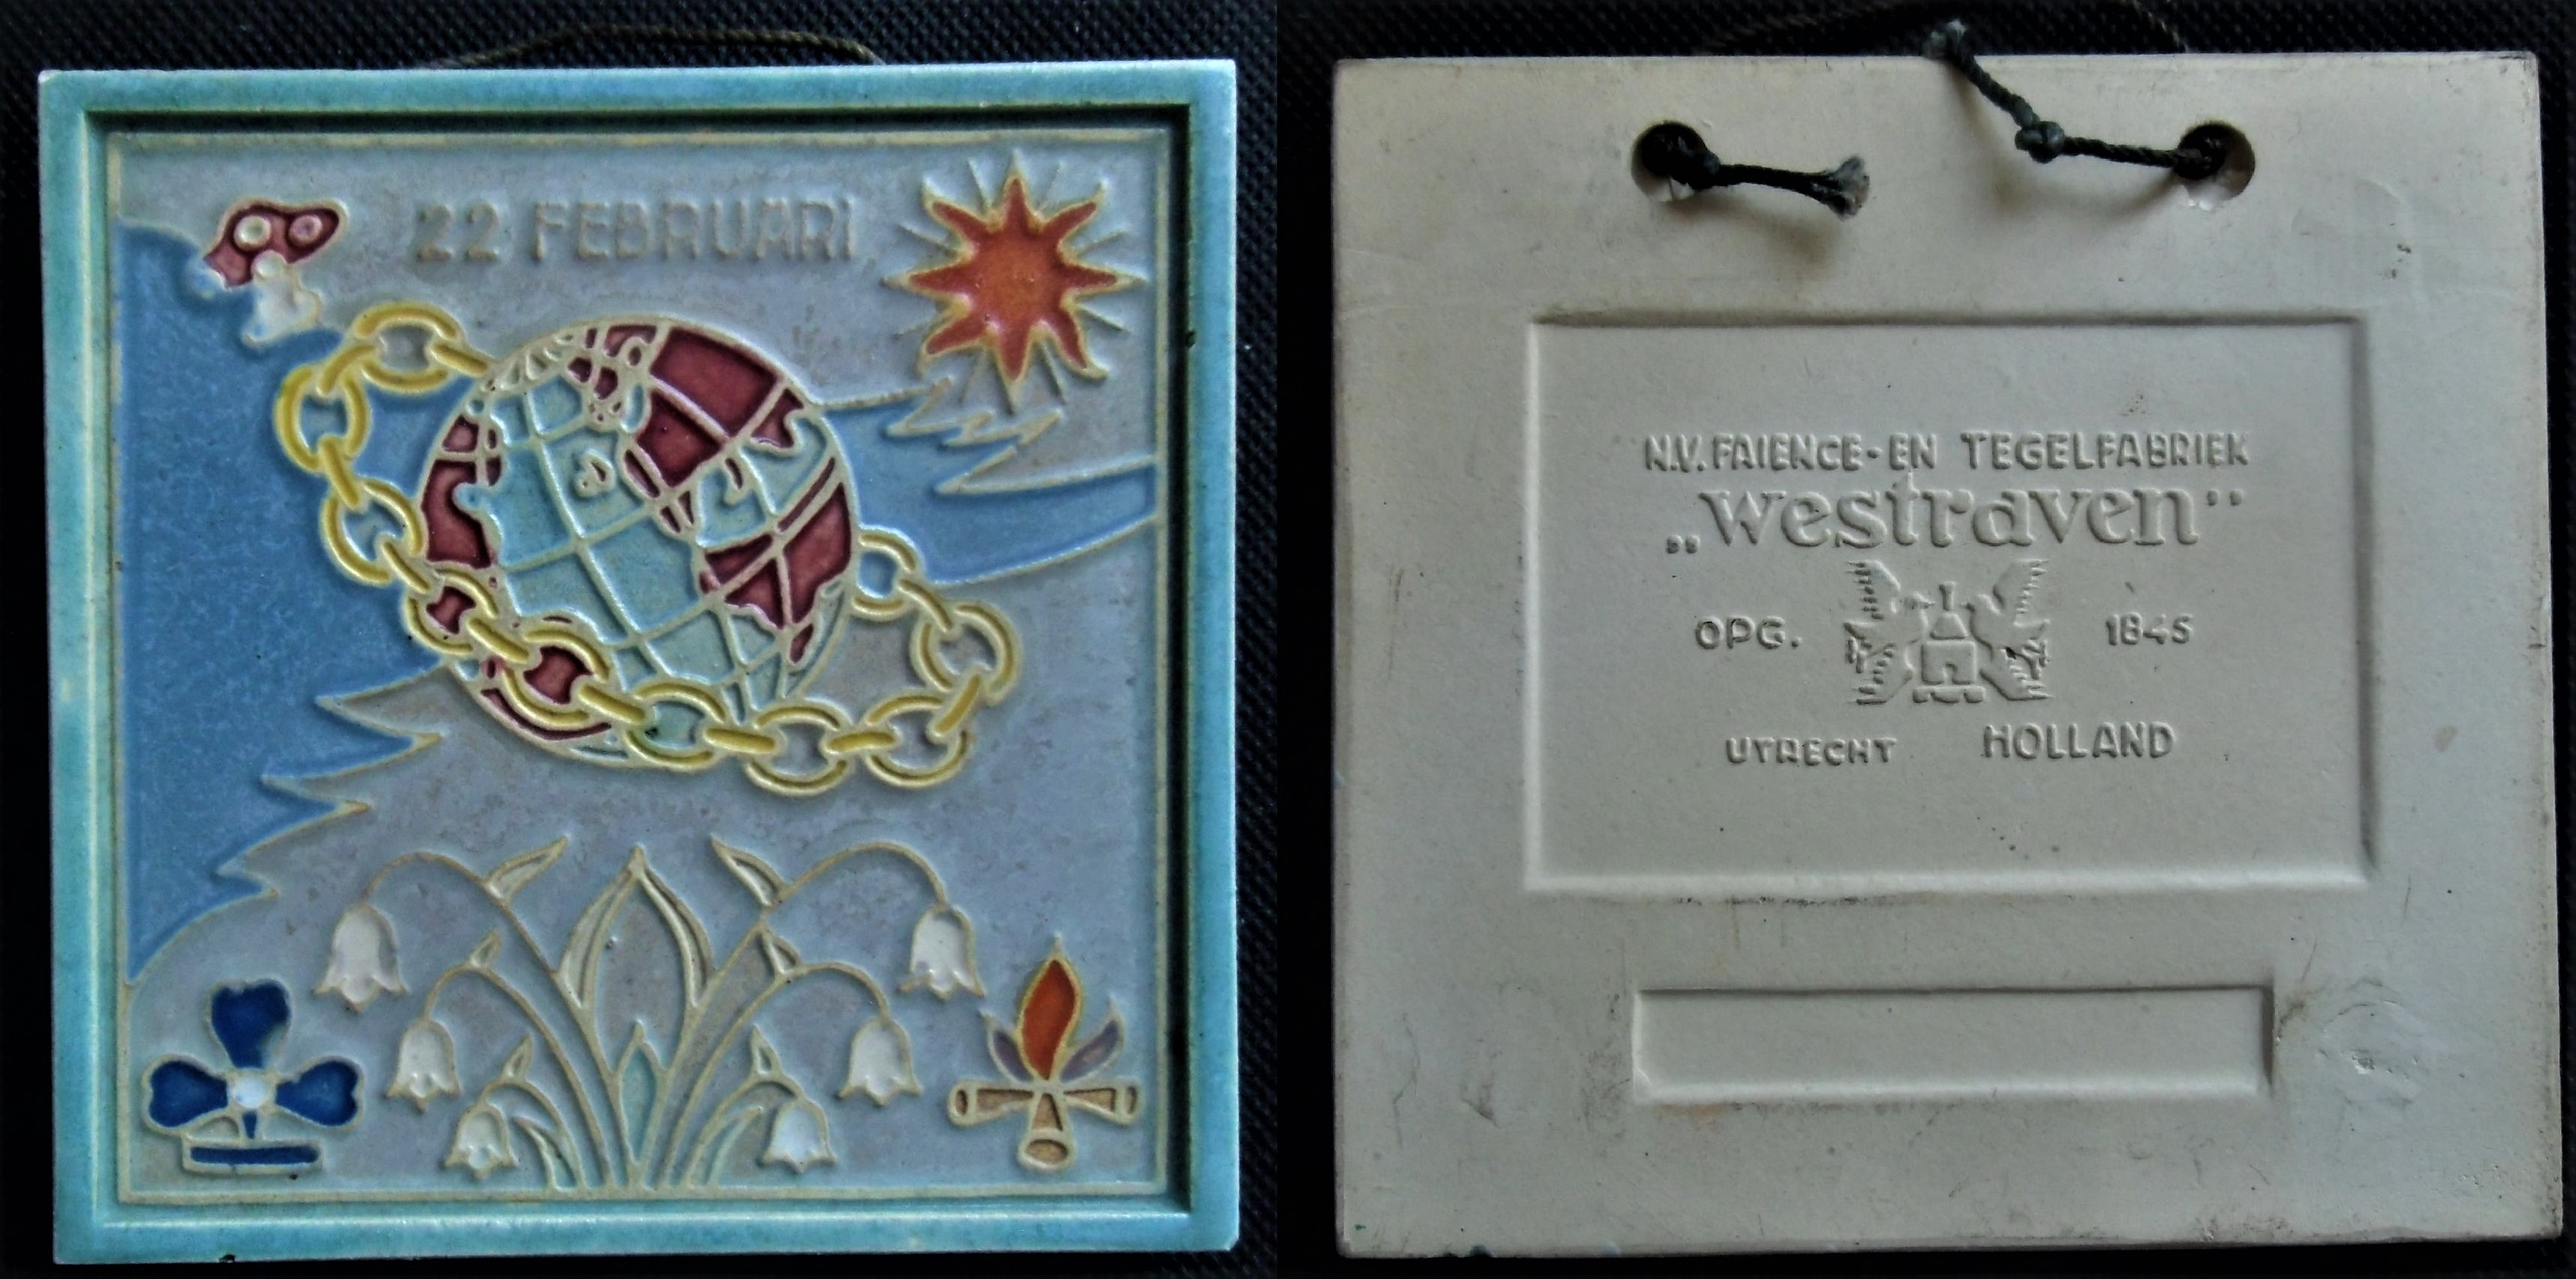 22 FEBRUARI
N.V. FAIENCE- EN TEGELFABRIEK
„westraven”
OPG. 1845
UTRECHT HOLLAND